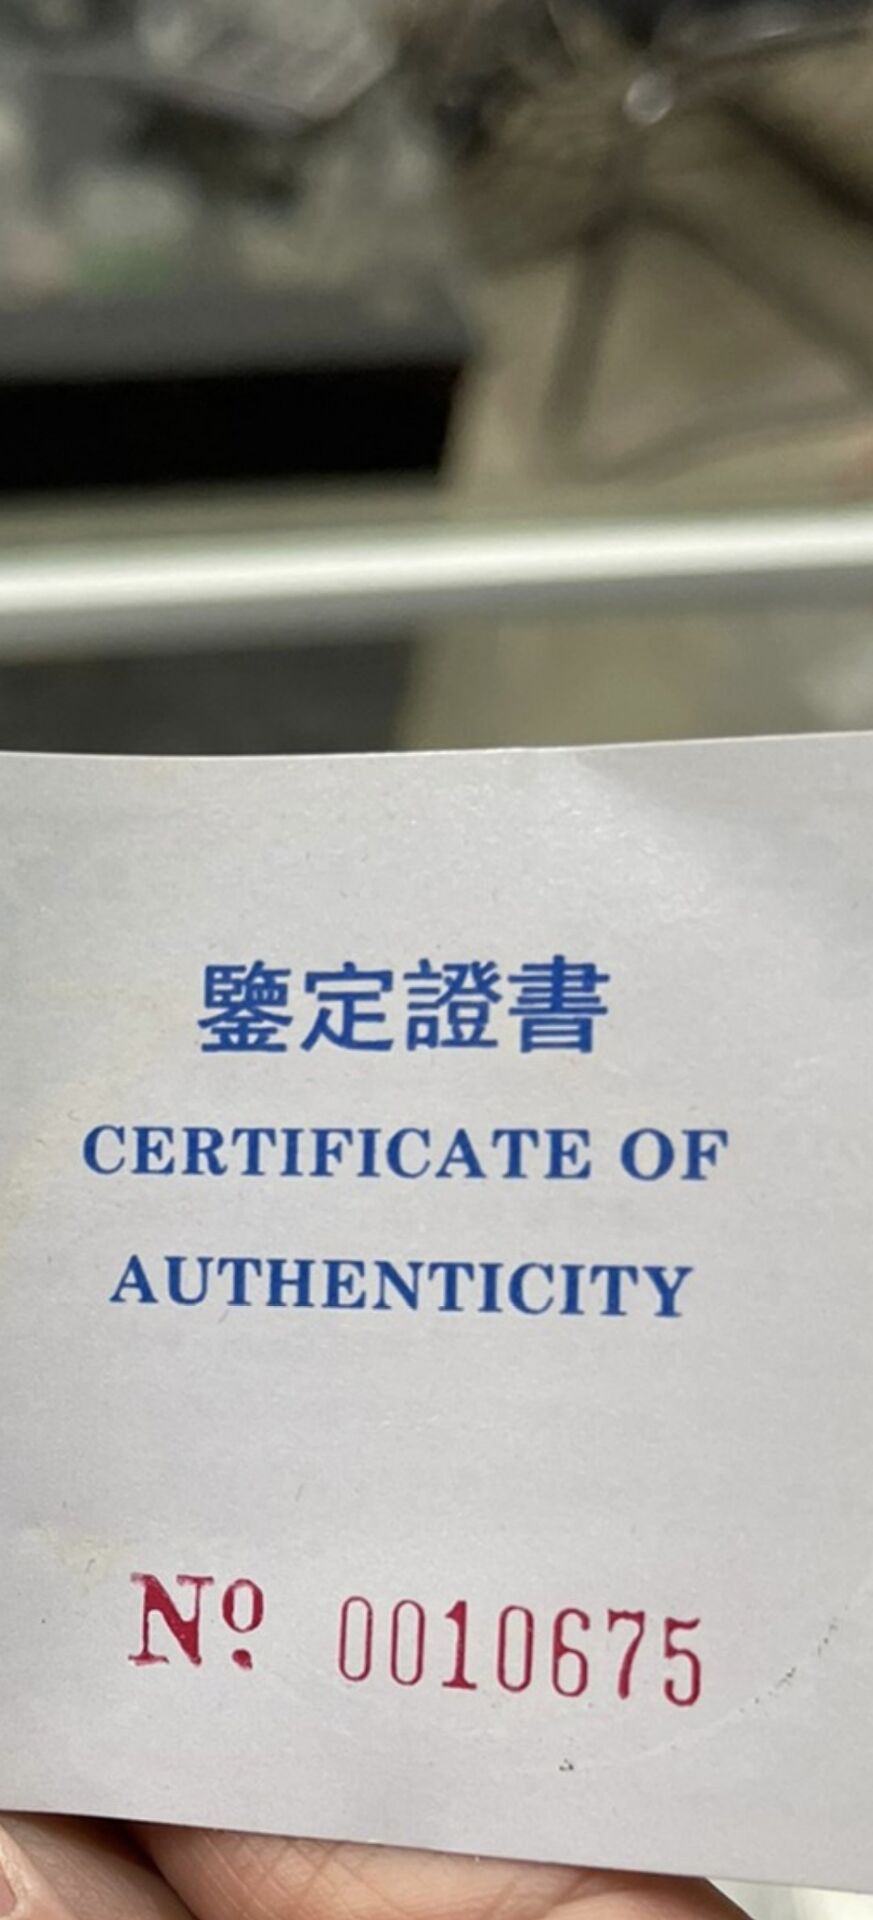 鑒定證書
CERTIFICATE OF
AUTHENTICITY
Nº 0010675